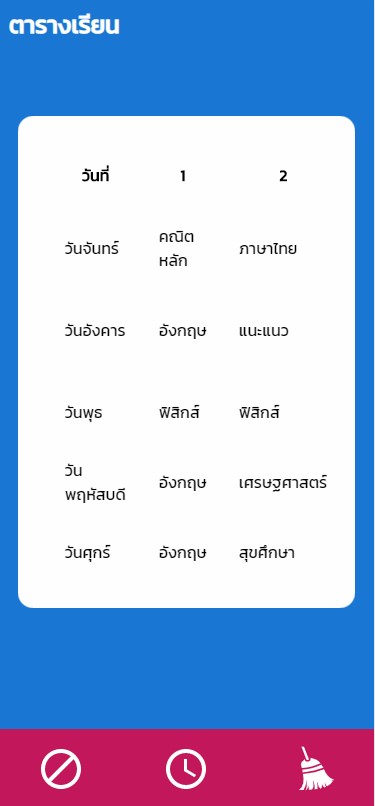 ตารางเรียน
วันที่ 1 2
วันจันทร์ คณิต ภาษาไทย
หลัก
วันอังคาร อังกฤษ แนะแนว
วันพุธ ฟิสิกส์ ฟิสิกส์
วัน
พฤหัสบดี อังกฤษ เศรษฐศาสตร์
วันศุกร์ อังกฤษ สุขศึกษา